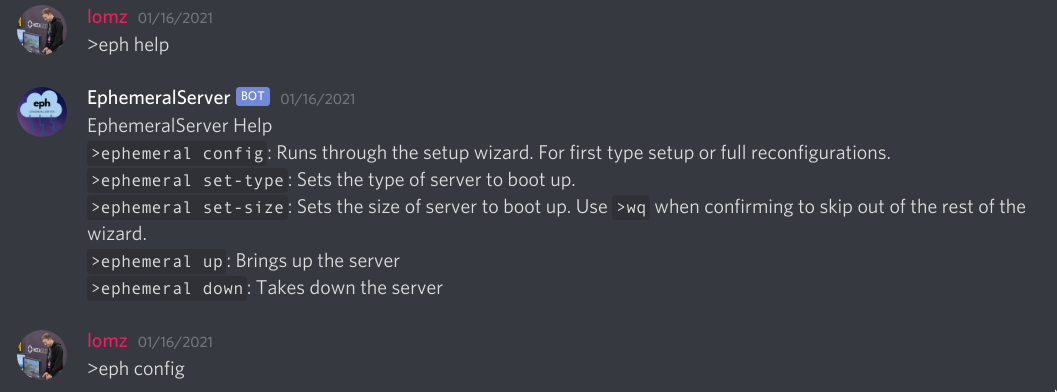 lomz 01/16/2021
>eph help
eph
EphemeralServer BOT 01/16/2021
EphemeralServer Help
>ephemeral config: Runs through the setup wizard. For first type setup or full reconfigurations.
>ephemeral set-type: Sets the type of server to boot up.
>ephemeral set-size: Sets the size of server to boot up. Use >wq when confirming to skip out of the rest of the
wizard.
>ephemeral up: Brings up the server
>ephemeral down: Takes down the server
lomz 01/16/2021
>eph config